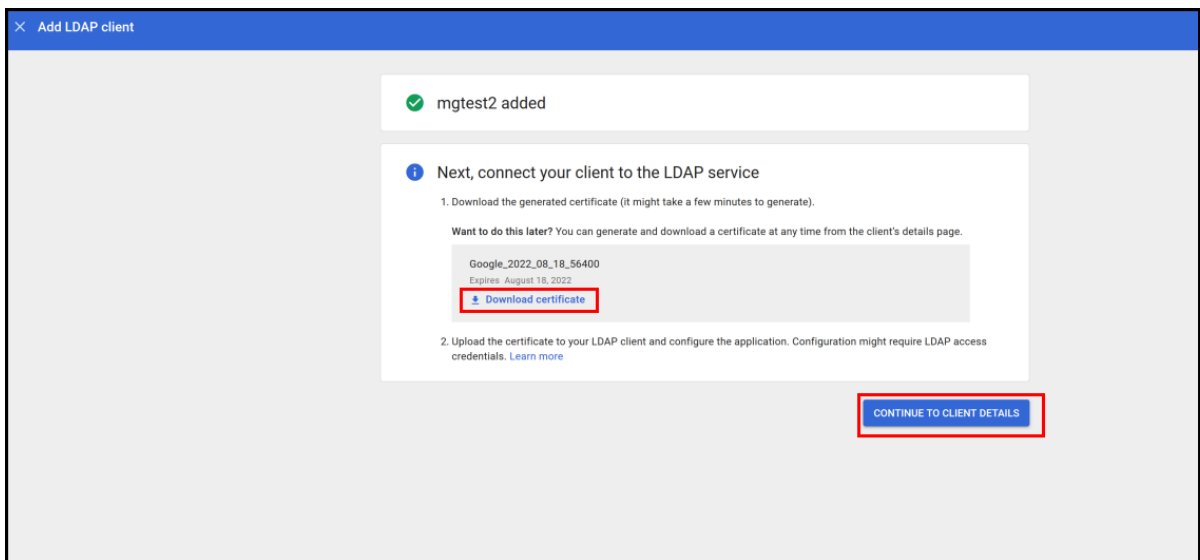 Add LDAP client
mgtest2 added
Next, connect your client to the LDAP service
1. Download the generated certificate (it might take a few minutes to generate).
Want to do this later? You can generate and download a certificate at any time from the client's details page.
Google_2022_08_18_56400
Expires August 18, 2022
Download certificate
2. Upload the certificate to your LDAP client and configure the application. Configuration might require LDAP access
credentials. Learn more
CONTINUE TO CLIENT DETAILS